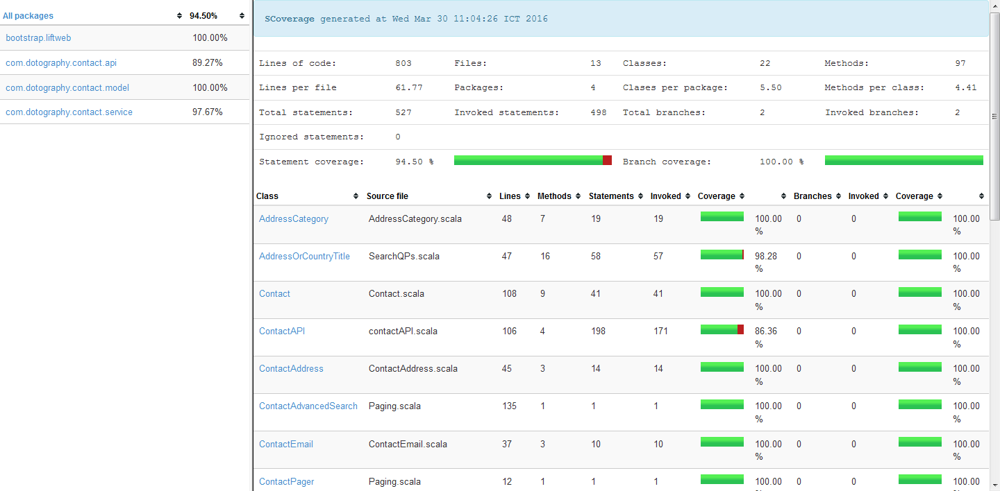 All packages 94.50%
bootstrap.liftweb 100.00%
com.dotography.contact.api 89.27%
com.dotography.contact.model 100.00%
com.dotography.contact.service 97.67%
SCoverage generated at Wed Mar 30 11:04:26 ICT 2016
Lines of code: 803 Files: 13 Classes: 22 Methods: 97
Lines per file 61.77 Packages: 4 Clases per package: 5.50 Methods per class: 4.41
Total statements: 527 Invoked statements: 498 Total branches: 2 Invoked branches: 2
Ignored statements: 0
Statement coverage: 94.50 % Branch coverage: 100.00 %
Class Source file Lines Methods Statements Invoked Coverage Branches Invoked Coverage
AddressCategory AddressCategory.scala 48 7 19 19 100.00 % 0 0 100.00 %
AddressOrCountryTitle SearchQPs.scala 47 16 58 57 98.28 % 0 0 100.00 %
Contact Contact.scala 108 9 41 41 100.00 % 0 0 100.00 %
ContactAPI contactAPI.scala 106 4 198 171 86.36 % 0 0 100.00 %
ContactAddress ContactAddress.scala 45 3 14 14 100.00 % 0 0 100.00 %
ContactAdvancedSearch Paging.scala 135 1 1 1 100.00 % 0 0 100.00 %
ContactEmail ContactEmail.scala 37 3 10 10 100.00 % 0 0 100.00 %
ContactPager Paging.scala 12 1 1 1 100.00 0 0 100.00